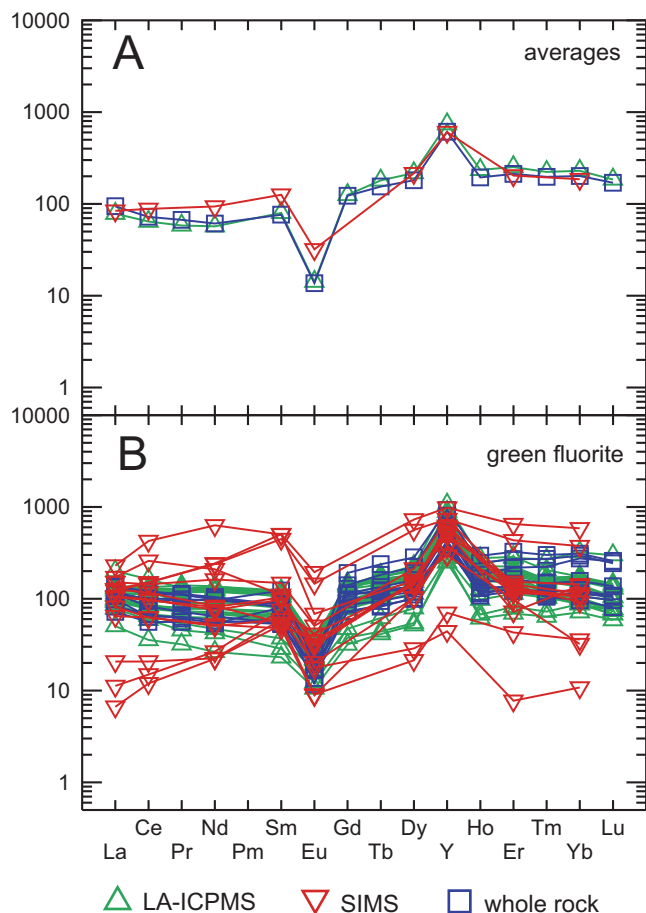 10000
A
averages
1000
100
10
1
10000
B
green fluorite
1000
100
10
1
Ce Nd Sm Gd Dy Ho Tm Lu
La Pr Pm Eu Tb Y Er Yb
LA-ICPMS SIMS whole rock